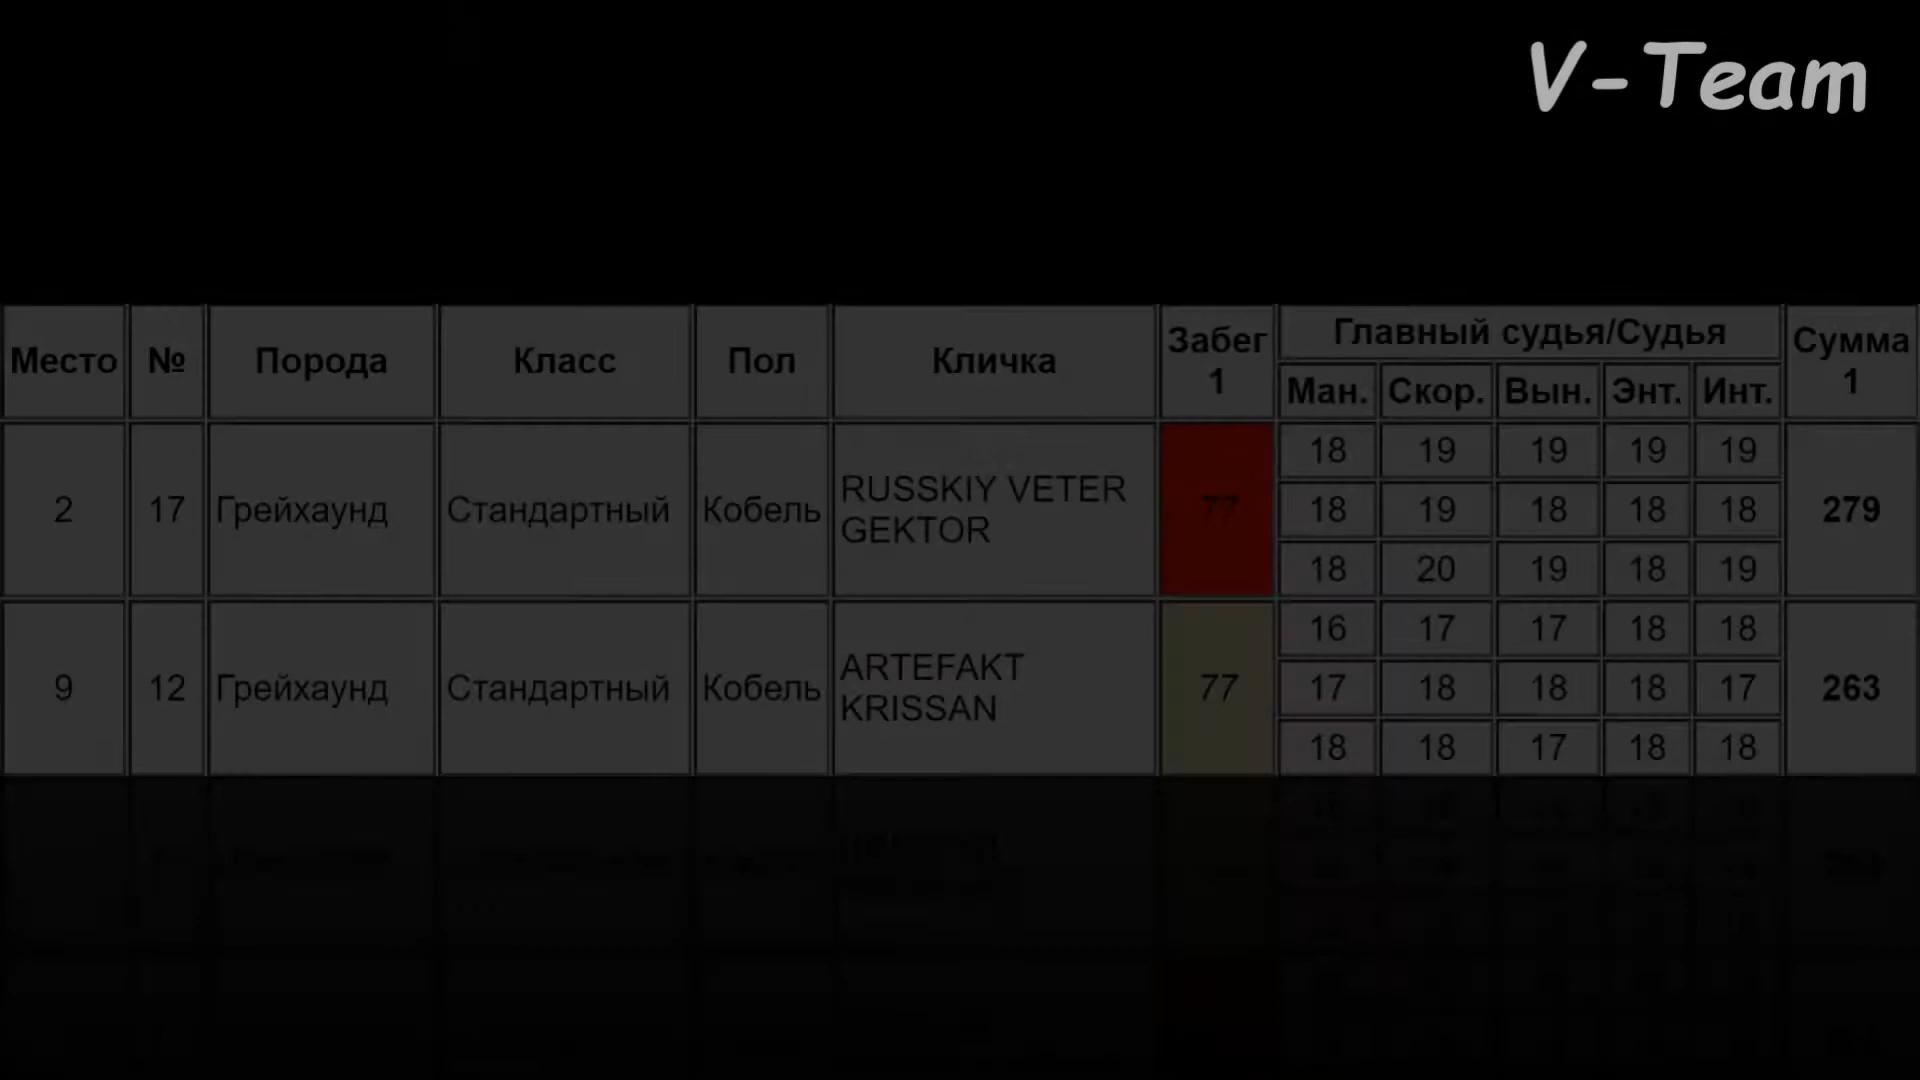 V-Team
Место № Порода Класс Пол Кличка Забег 1 Главный судья/Судья Сумма 1
Ман. Скор. Вын. Энт. Инт.
2 17 Грейхаунд Стандартный Кобель RUSSKIY VETER GEKTOR 77 279
18 19 19 19 19
18 19 18 18 18
18 20 19 18 19
9 12 Грейхаунд Стандартный Кобель ARTEFAKT KRISSAN 77 263
16 17 17 18 18
17 18 18 18 17
18 18 17 18 18